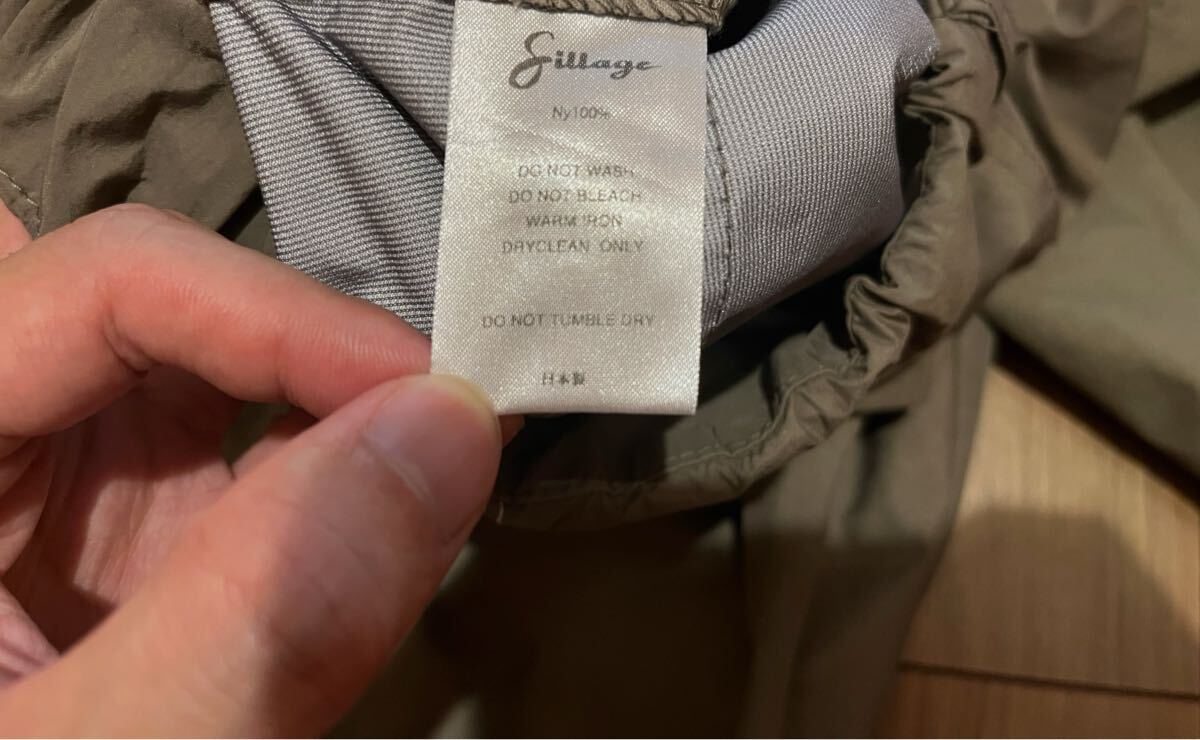 Sillage
Ny100%
DO NOT WASH
DO NOT BLEACH
WARM IRON
DRYCLEAN ONLY
DO NOT TUMBLE DRY
日本製